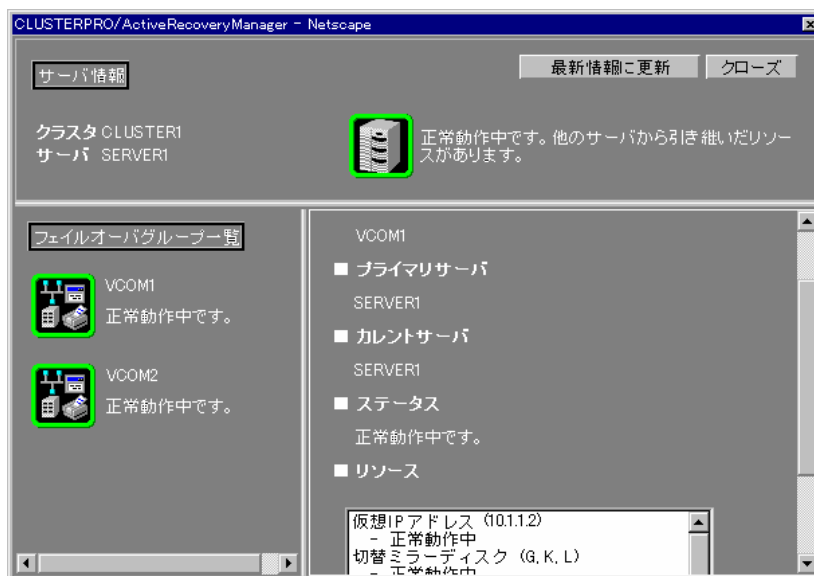 CLUSTERPRO/ActiveRecoveryManager - Netscape
サーバ情報
最新情報に更新
クローズ
クラスタ CLUSTER1
サーバ SERVER1
正常動作中です。他のサーバから引き継いだリソー
スがあります。
フェイルオーバグループ一覧
VCOM1
正常動作中です。
VCOM2
正常動作中です。
VCOM1
■ プライマリサーバ
SERVER1
■ カレントサーバ
SERVER1
■ ステータス
正常動作中です。
■ リソース
仮想IPアドレス (10.1.1.2)
- 正常動作中
切替ミラーディスク (G, K, L)
- 正常動作中